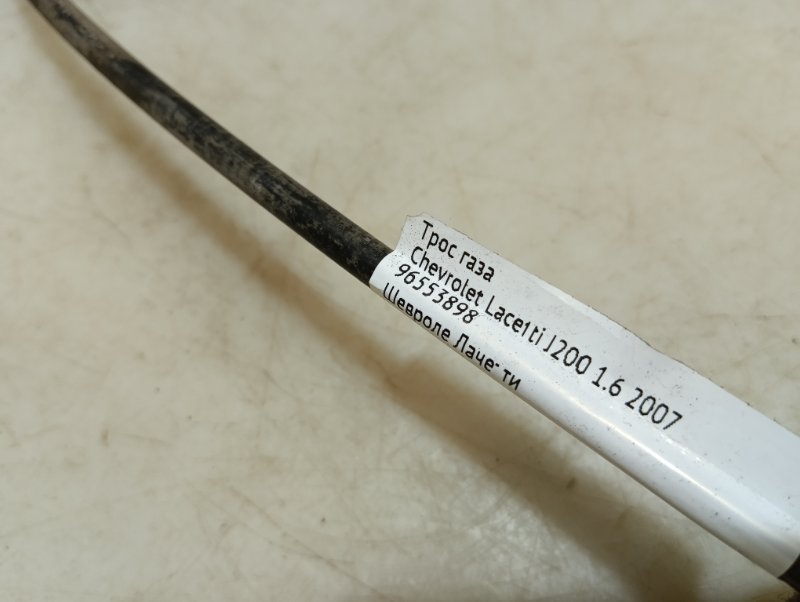 Трос газа
Chevrolet Lacetti J200 1.6 2007
96553898
Шевроле Лачетти